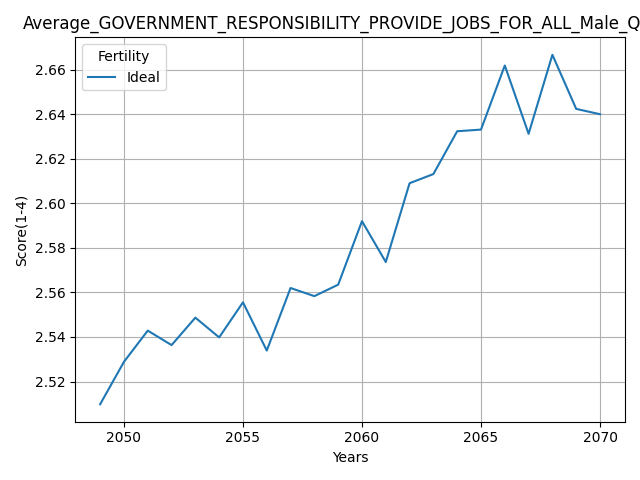 Average_GOVERNMENT_RESPONSIBILITY_PROVIDE_JOBS_FOR_ALL_Male_Q
Fertility
Ideal
2.66
2.64
2.62
2.60
2.58
2.56
2.54
2.52
Score(1-4)
2050 2055 2060 2065 2070
Years